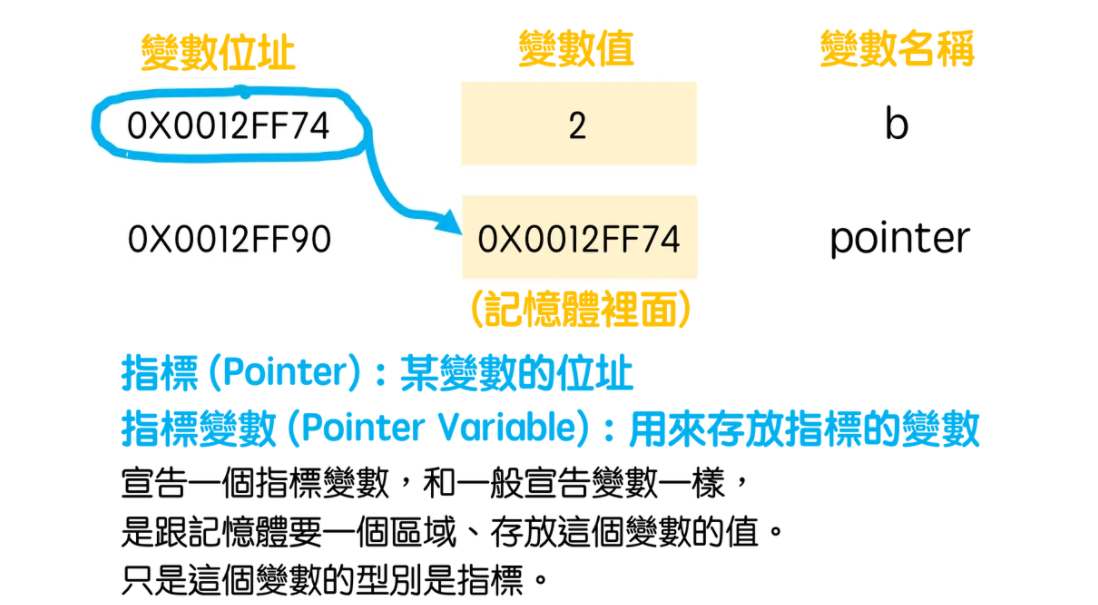 變數位址 變數值 變數名稱
0X0012FF74 2 b
0X0012FF90 0X0012FF74 pointer
(記憶體裡面)
指標 (Pointer)：某變數的位址
指標變數 (Pointer Variable)：用來存放指標的變數
宣告一個指標變數，和一般宣告變數一樣，
是跟記憶體要一個區域、存放這個變數的值。
只是這個變數的型別是指標。